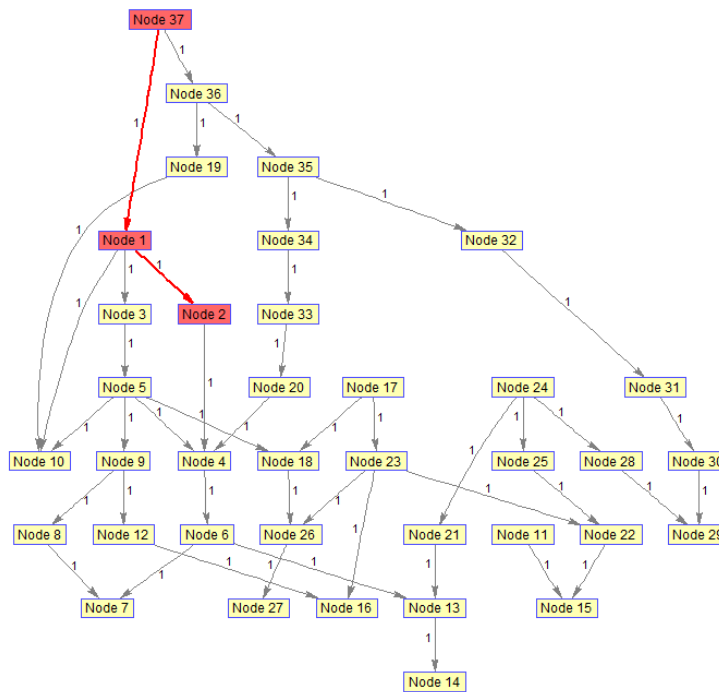 Node 37
1
Node 36
1
1
1
Node 19
Node 35
1
1
1
Node 1
Node 34
Node 32
1
1
1
1
1
Node 3
Node 2
Node 33
1
1
1
Node 5
Node 20
Node 17
Node 24
Node 31
1
1
1
1
1
1
1
1
1
1
1
1
Node 10
Node 9
Node 4
Node 18
Node 23
Node 25
Node 28
Node 30
1
1
1
1
1
1
1
1
1
1
1
Node 8
Node 12
Node 6
Node 26
Node 21
Node 11
Node 22
Node 29
1
1
1
1
1
1
1
1
Node 7
Node 27
Node 16
Node 13
Node 15
1
Node 14